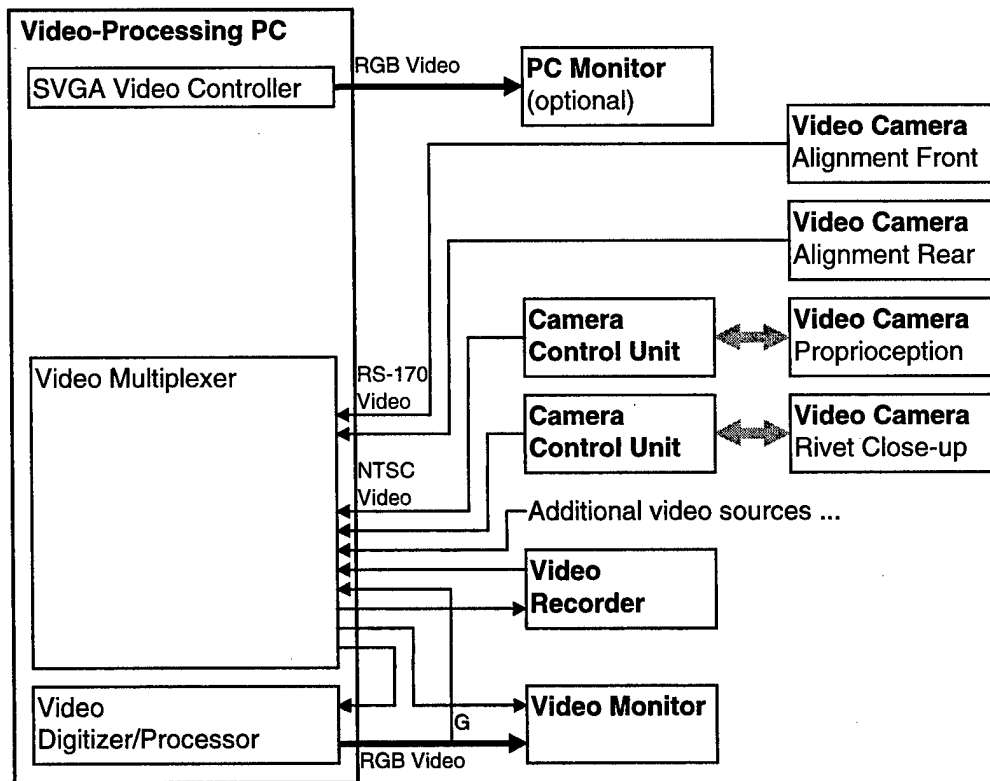 Video-Processing PC
SVGA Video Controller
RGB Video
PC Monitor
(optional)
Video Camera
Alignment Front
Video Camera
Alignment Rear
Camera
Control Unit
Video Camera
Proprioception
Video Multiplexer
RS-170
Video
Camera
Control Unit
Video Camera
Rivet Close-up
NTSC
Video
Additional video sources ...
Video
Recorder
Video
Digitizer/Processor
G
RGB Video
Video Monitor